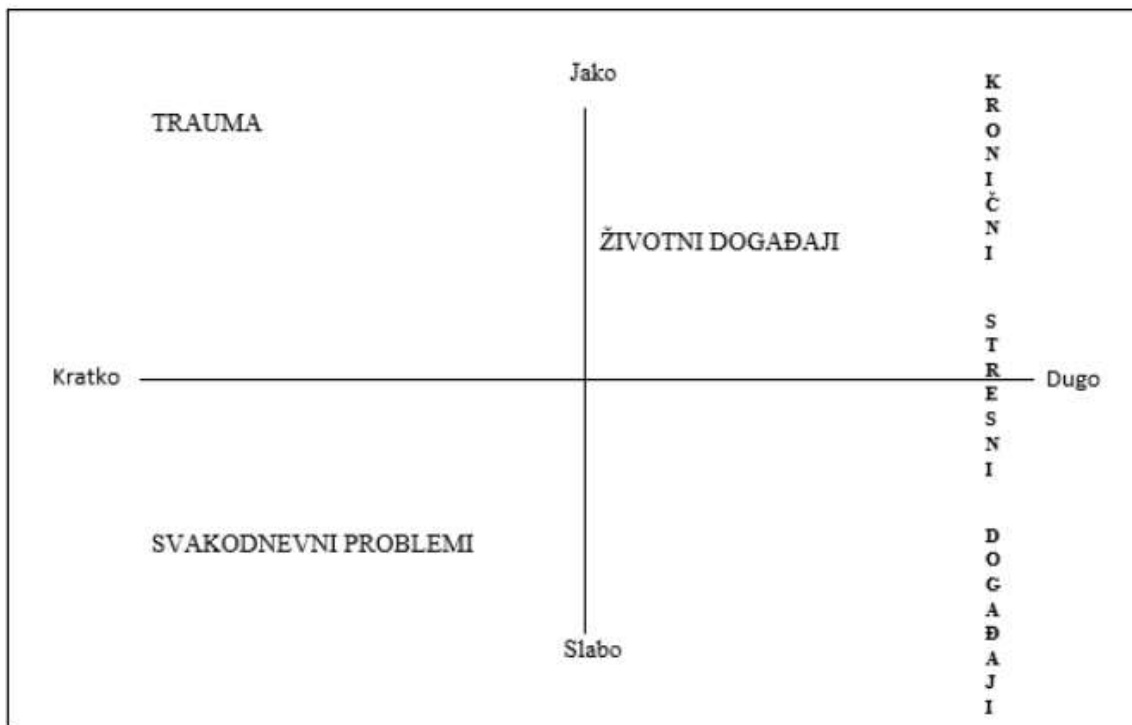 Jako
TRAUMA
ŽIVOTNI DOGAĐAJI
Kratko
Dugo
SVAKODNEVNI PROBLEMI
Slabo
KRONIČNI STRESNI DOGAĐAJI